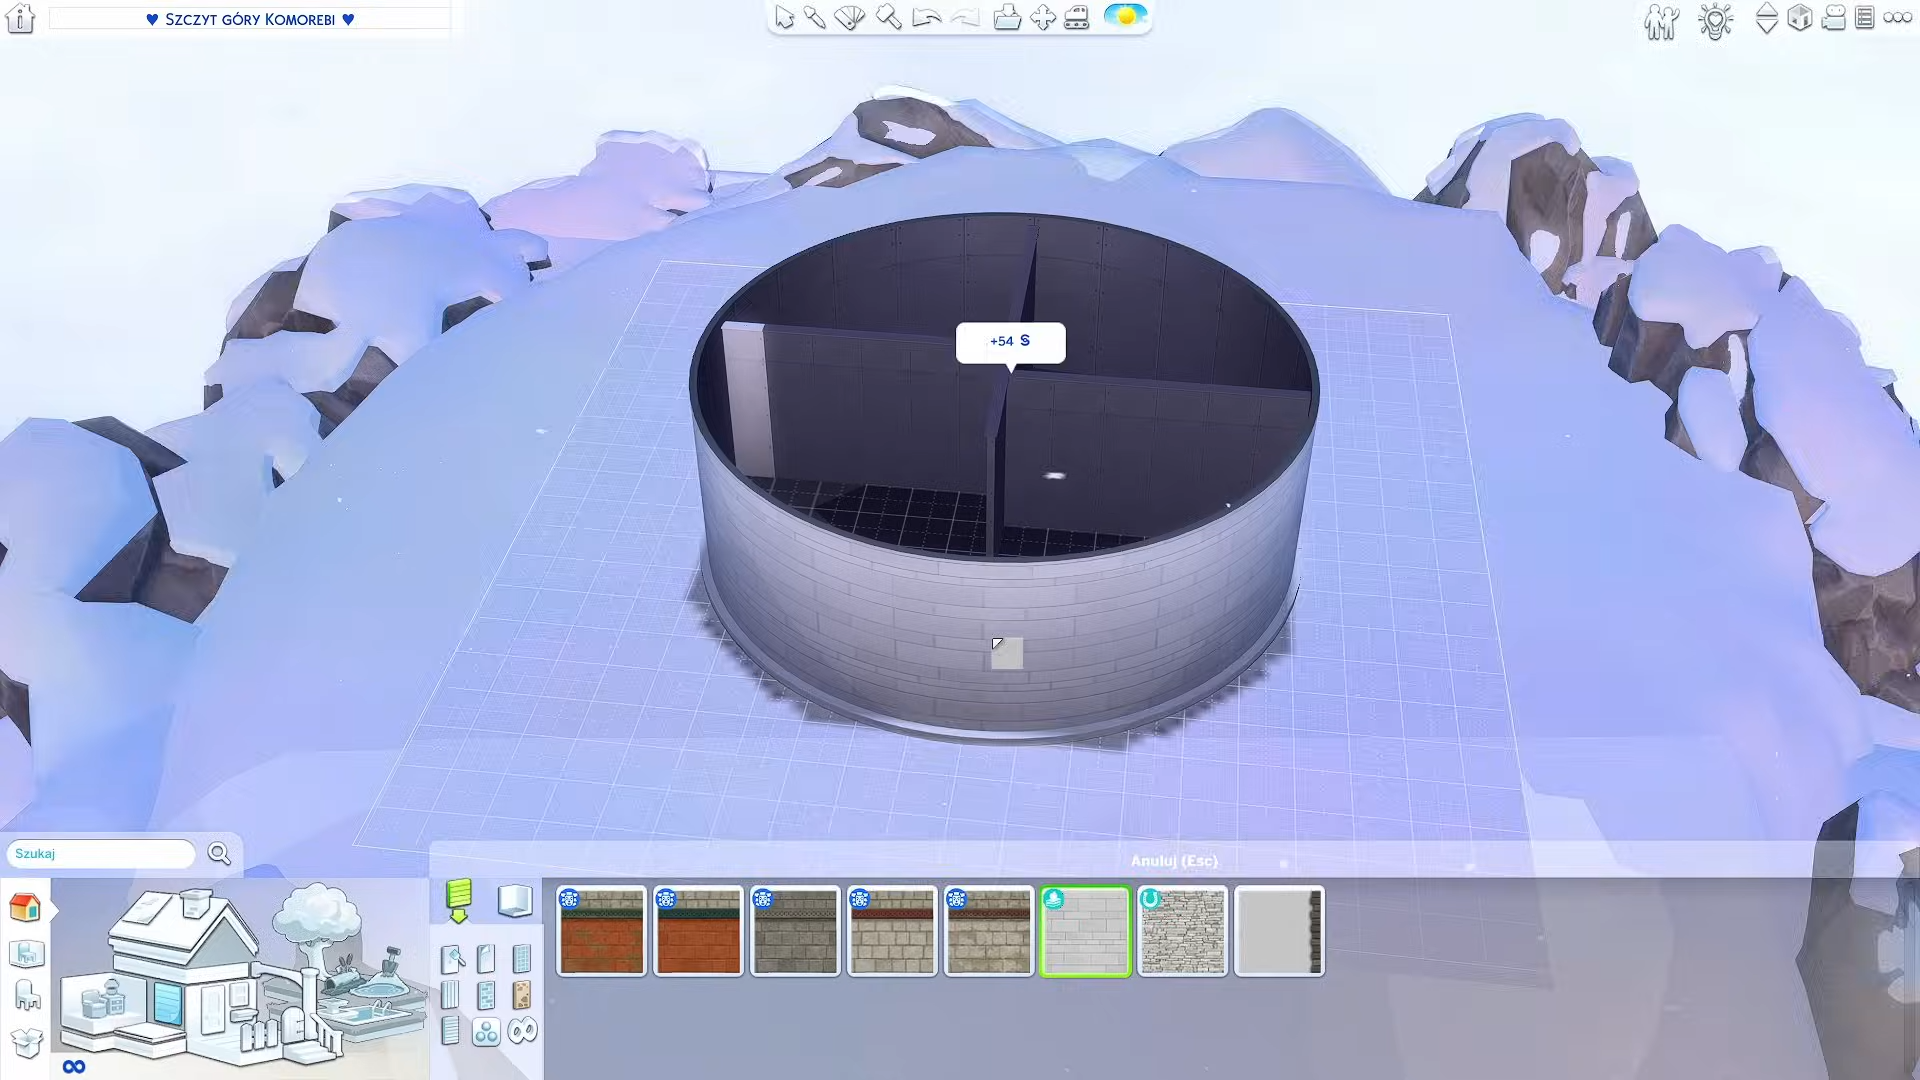 ♥ Szczyt góry Komorebi ♥
+54 §
Szukaj
Anuluj (Esc)